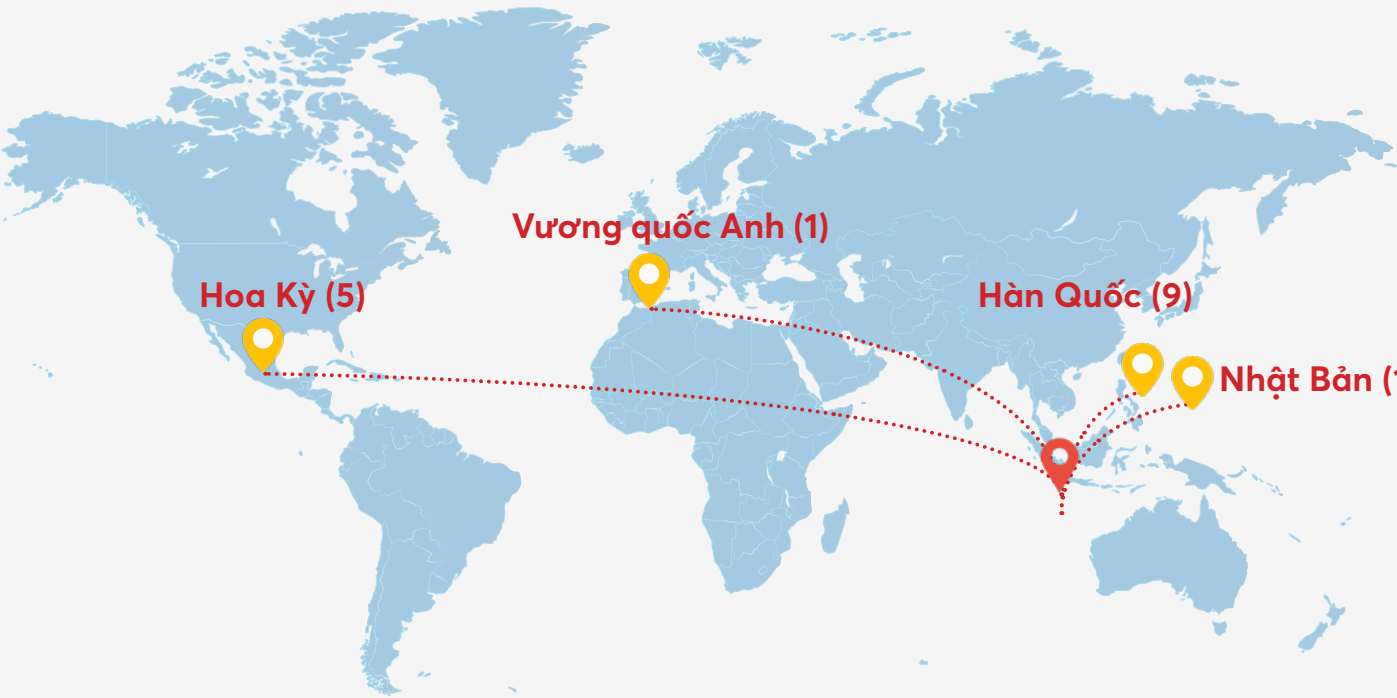 Vương quốc Anh (1)
Hoa Kỳ (5)
Hàn Quốc (9)
Nhật Bản